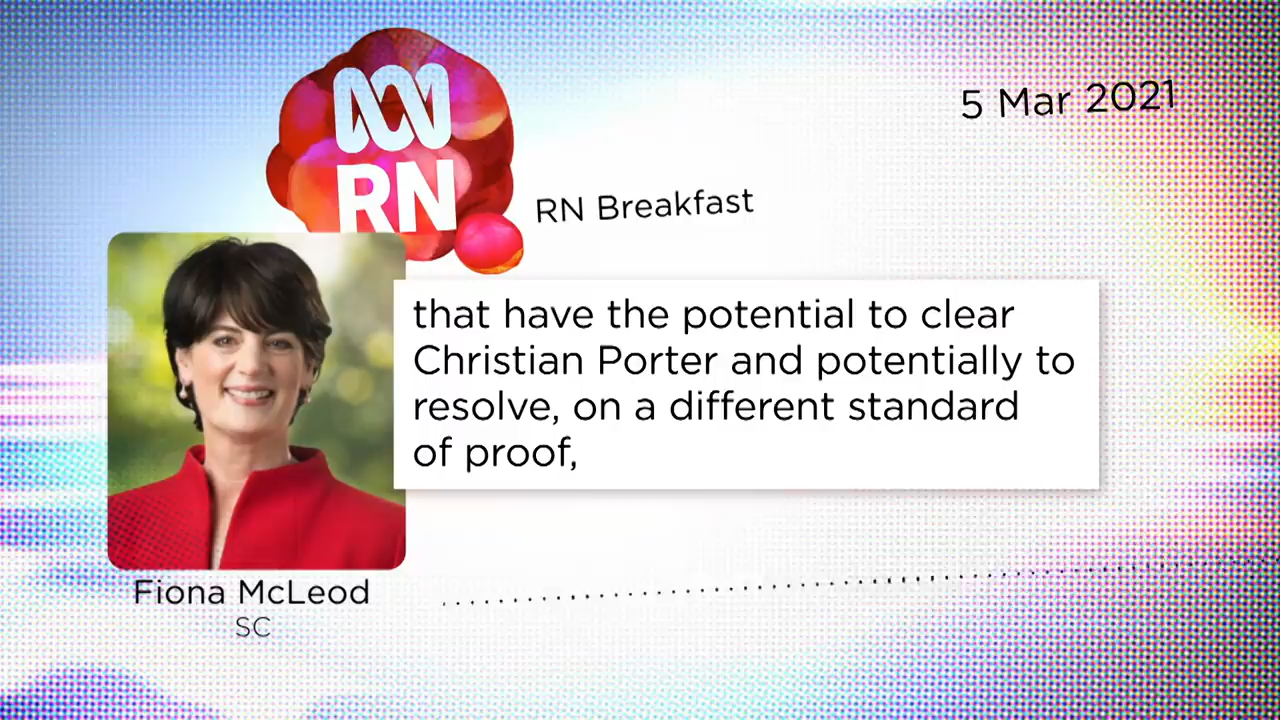 5 Mar 2021
RN
RN Breakfast
that have the potential to clear
Christian Porter and potentially to
resolve, on a different standard
of proof,
Fiona McLeod
SC